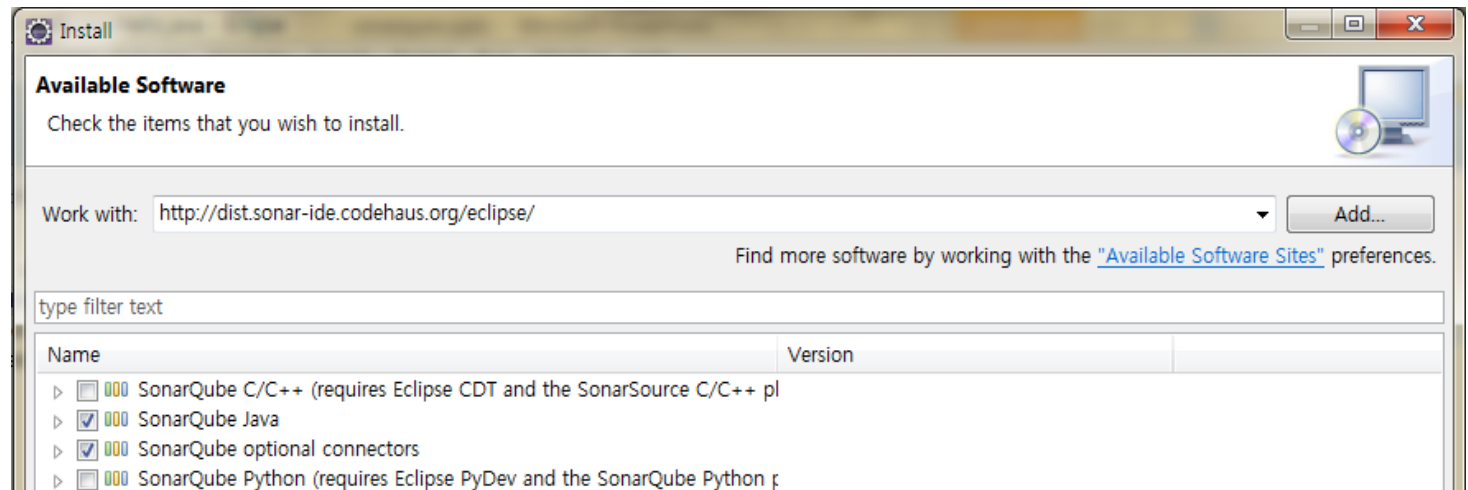 Install
Available Software
Check the items that you wish to install.
Work with: http://dist.sonar-ide.codehaus.org/eclipse/ Add...
Find more software by working with the "Available Software Sites" preferences.
type filter text
Name Version
SonarQube C/C++ (requires Eclipse CDT and the SonarSource C/C++ pl
SonarQube Java
SonarQube optional connectors
SonarQube Python (requires Eclipse PyDev and the SonarQube Python p